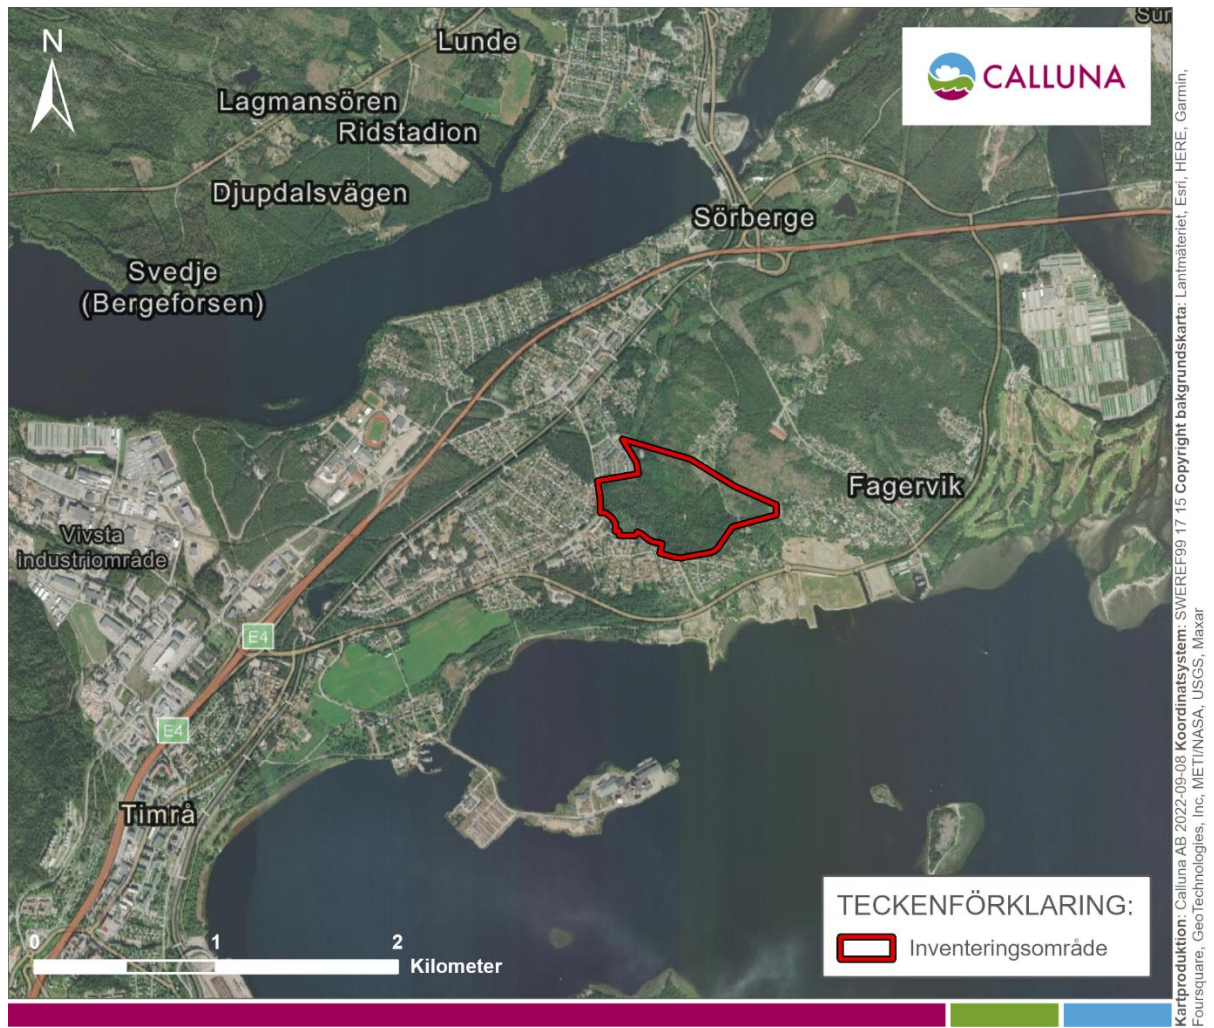 Sur
N
Lunde
CALLUNA
Lagmansören
Ridstadion
Djupdalsvägen
Sörberge
Svedje
(Bergeforsen)
Fagervik
Vivsta
industriområde
E4
E4
Timrå
TECKENFÖRKLARING:
Inventeringsområde
0 1 2
Kilometer
Kartproduktion: Calluna AB 2022-09-08 Koordinatsystem: SWEREF99 17 15 Copyright bakgrundskarta: Lantmäteriet, Esri, HERE, Garmin,
Foursquare, GeoTechnologies, Inc, METI/NASA, USGS, Maxar